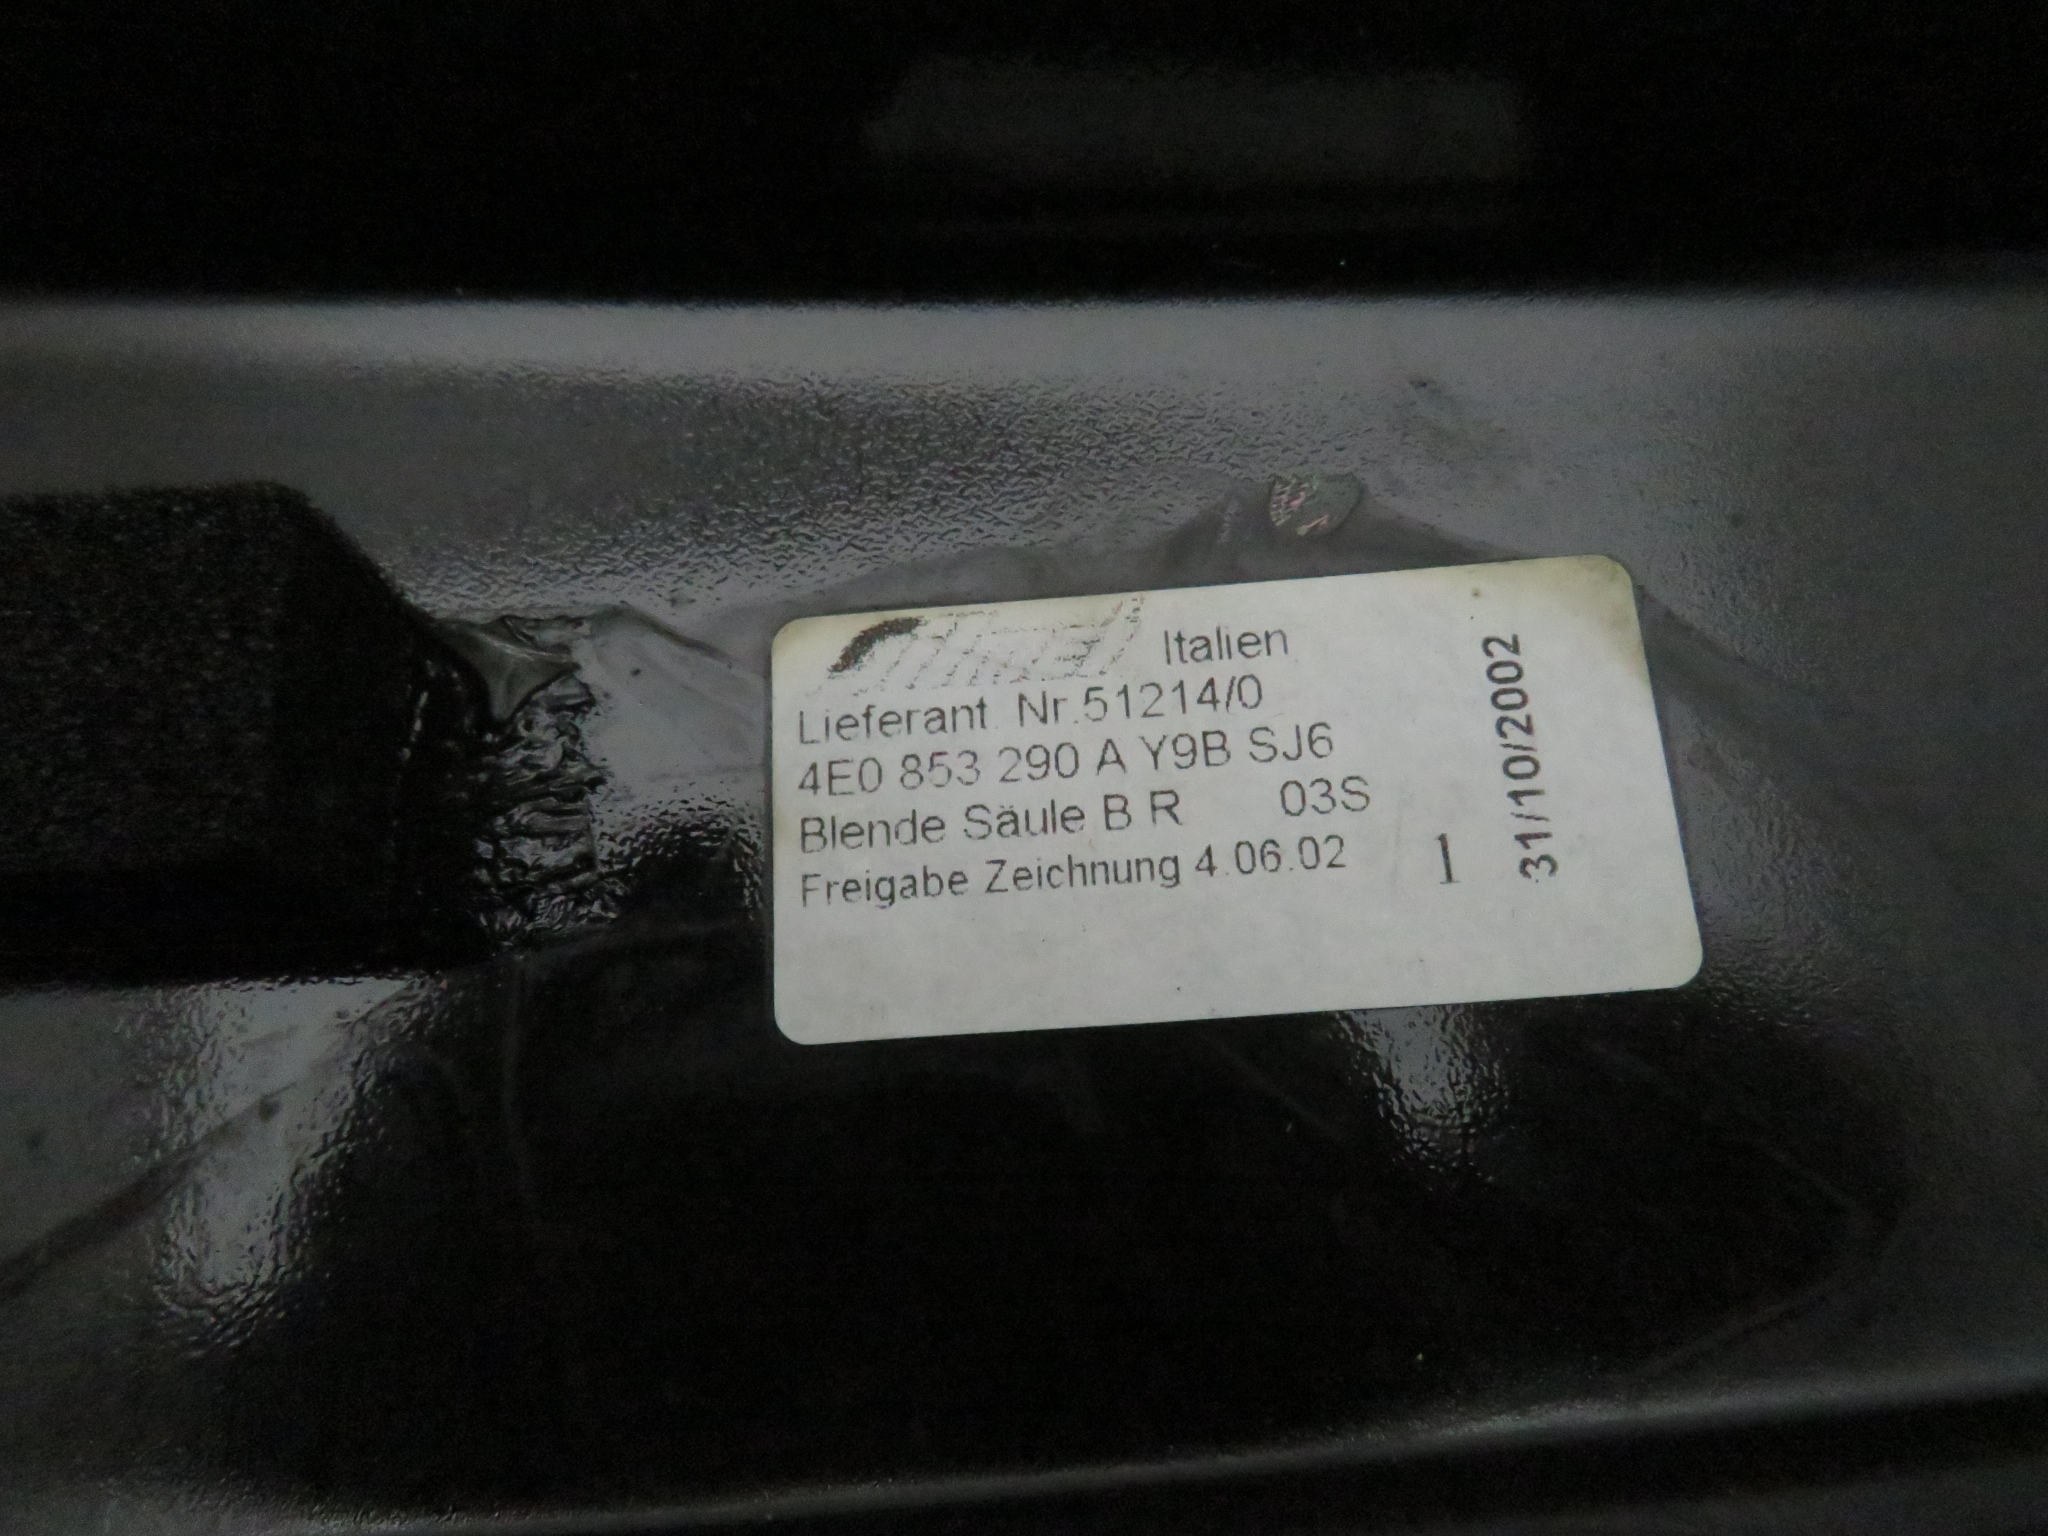 Italien
Lieferant Nr.51214/0
4E0 853 290 A Y9B SJ6
Blende Säule B R 03S
Freigabe Zeichnung 4.06.02 1
31/10/2002